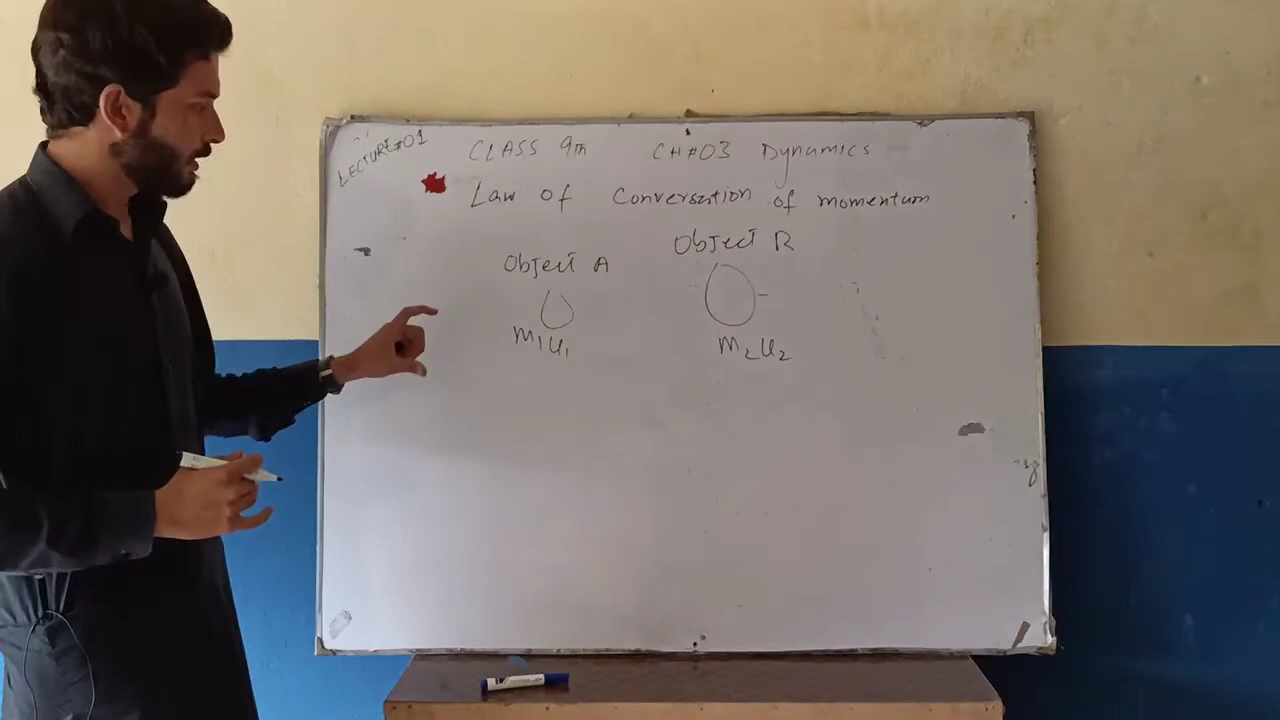 LECTURE#01
CLASS 9TH CH#03 Dynamics
Law of Conversation of momentum
Object A
Object B
M₁U₁
M₂U₂